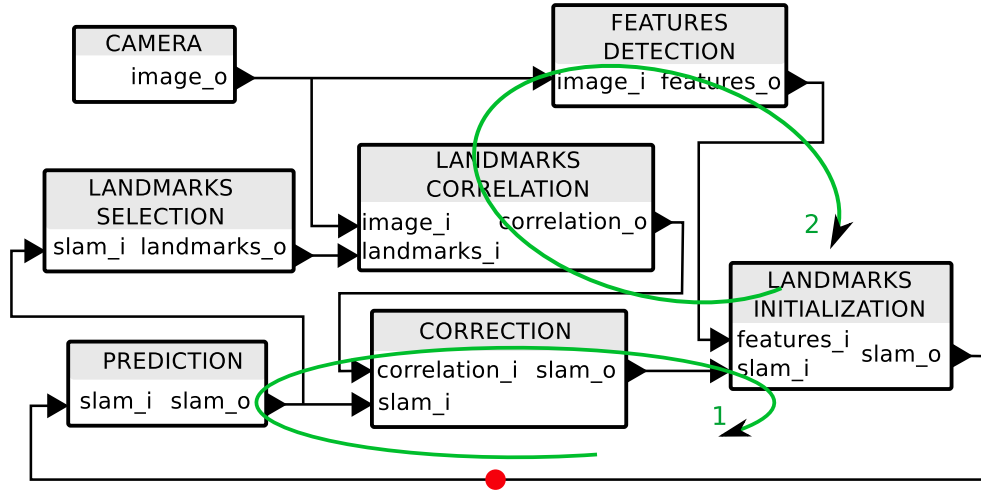 CAMERA
image_o
FEATURES
DETECTION
image_i features_o
LANDMARKS
SELECTION
slam_i landmarks_o
LANDMARKS
CORRELATION
image_i correlation_o
landmarks_i
2
LANDMARKS
INITIALIZATION
features_i
slam_o
slam_i
CORRECTION
correlation_i slam_o
slam_i
PREDICTION
slam_i slam_o
1